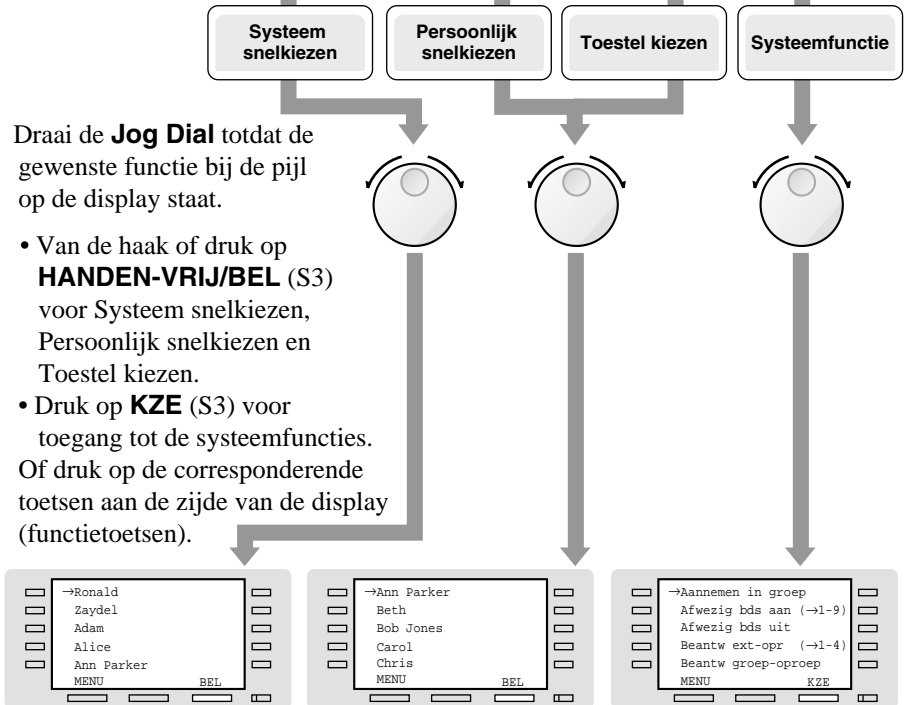 Systeem
snelkiezen
Persoonlijk
snelkiezen
Toestel kiezen
Systeemfunctie
Draai de Jog Dial totdat de
gewenste functie bij de pijl
op de display staat.
• Van de haak of druk op
HANDEN-VRIJ/BEL (S3)
voor Systeem snelkiezen,
Persoonlijk snelkiezen en
Toestel kiezen.
• Druk op KZE (S3) voor
toegang tot de systeemfuncties.
Of druk op de corresponderende
toetsen aan de zijde van de display
(functietoetsen).
→Ronald
Zaydel
Adam
Alice
Ann Parker
MENU BEL
→Ann Parker
Beth
Bob Jones
Carol
Chris
MENU BEL
→Aannemen in groep
Afwezig bds aan (→1-9)
Afwezig bds uit
Beantw ext-opr (→1-4)
Beantw groep-oproep
MENU KZE